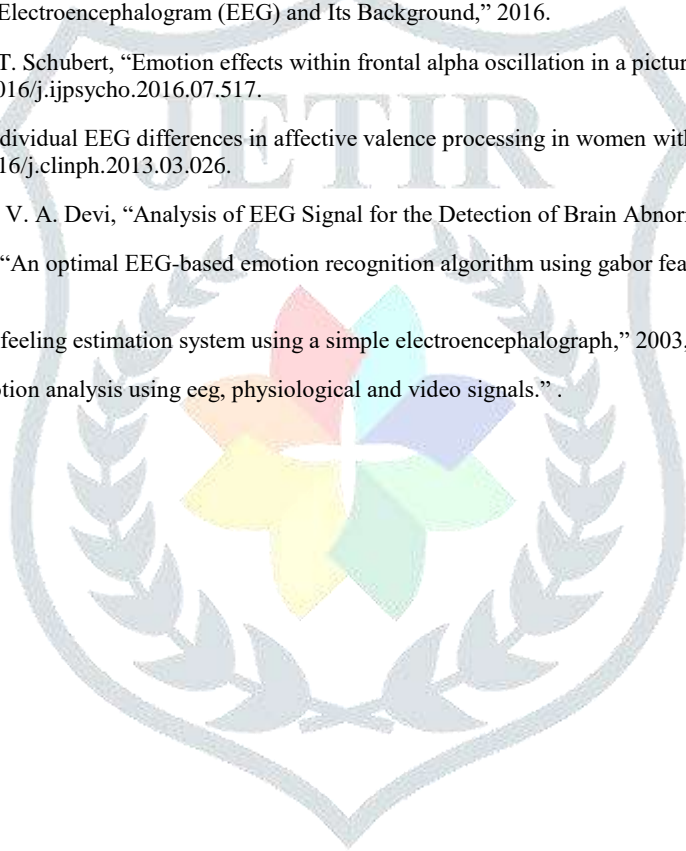 Electroencephalogram (EEG) and Its Background,” 2016.
T. Schubert, “Emotion effects within frontal alpha oscillation in a pictur
016/j.ijpsycho.2016.07.517.
dividual EEG differences in affective valence processing in women with
16/j.clinph.2013.03.026.
JETIR
V. A. Devi, “Analysis of EEG Signal for the Detection of Brain Abnor
“An optimal EEG-based emotion recognition algorithm using gabor fea
feeling estimation system using a simple electroencephalograph,” 2003,
otion analysis using eeg, physiological and video signals.” .